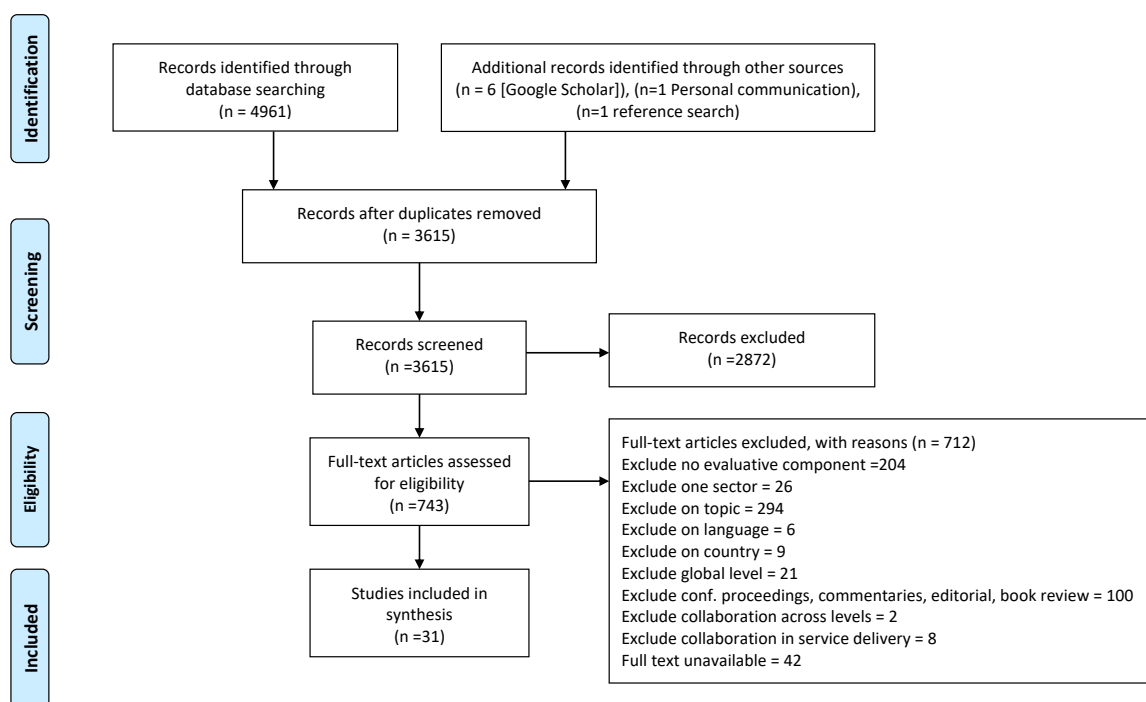 Identification
Records identified through
database searching
(n = 4961)
Additional records identified through other sources
(n = 6 [Google Scholar]), (n=1 Personal communication),
(n=1 reference search)
Records after duplicates removed
(n = 3615)
Screening
Records screened
(n =3615)
Records excluded
(n =2872)
Eligibility
Full-text articles assessed
for eligibility
(n =743)
Full-text articles excluded, with reasons (n = 712)
Exclude no evaluative component =204
Exclude one sector = 26
Exclude on topic = 294
Exclude on language = 6
Exclude on country = 9
Exclude global level = 21
Exclude conf. proceedings, commentaries, editorial, book review = 100
Exclude collaboration across levels = 2
Exclude collaboration in service delivery = 8
Full text unavailable = 42
Included
Studies included in
synthesis
(n =31)